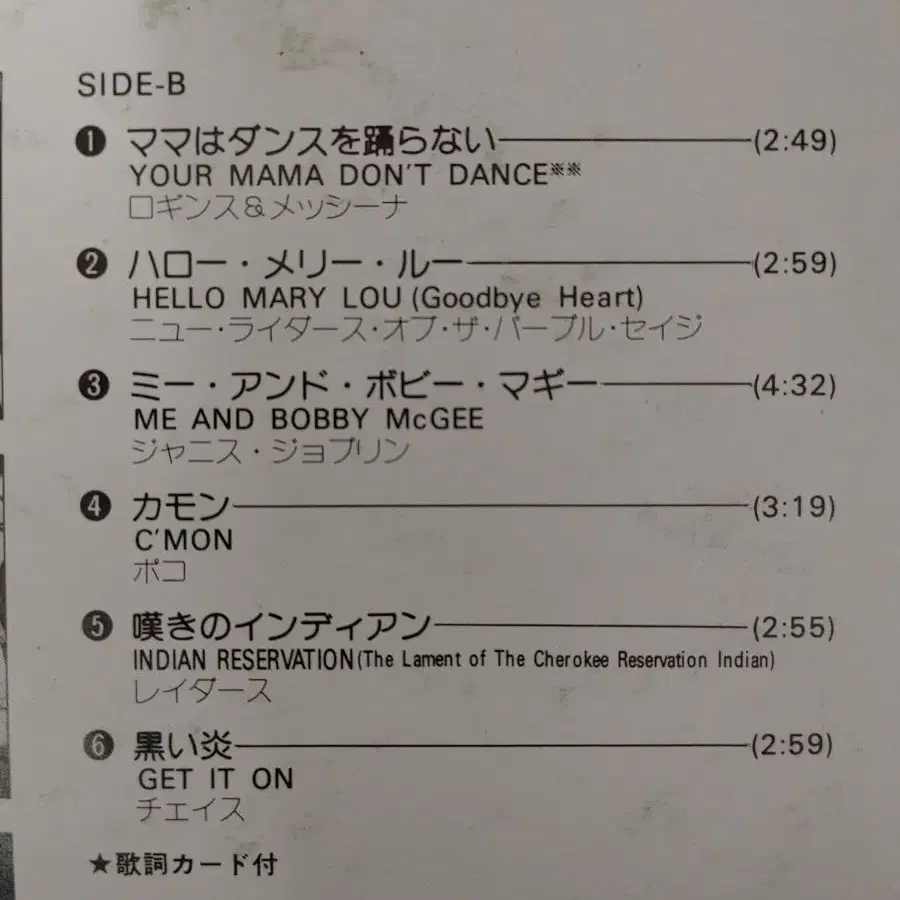 SIDE-B
❶ ママはダンスを踊らない (2:49)
YOUR MAMA DON'T DANCE※※
ロギンス&メッシーナ
❷ ハロー・メリー・ルー (2:59)
HELLO MARY LOU (Goodbye Heart)
ニュー・ライダース・オブ・ザ・パープル・セイジ
❸ ミー・アンド・ボビー・マギー (4:32)
ME AND BOBBY McGEE
ジャニス・ジョプリン
❹ カモン (3:19)
C'MON
ポコ
❺ 嘆きのインディアン (2:55)
INDIAN RESERVATION (The Lament of The Cherokee Reservation Indian)
レイダース
❻ 黒い炎 (2:59)
GET IT ON
チェイス
★歌詞カード付